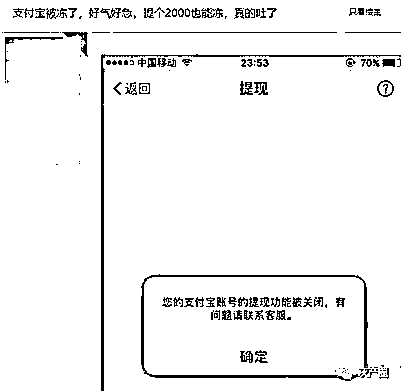 支付宝被冻了，好气好急，提个2000也能冻，真的吐了
只看楼主
中国移动
23:53
70%
返回
提现
?
您的支付宝账号的提现功能被关闭，有
问题请联系客服。
确定